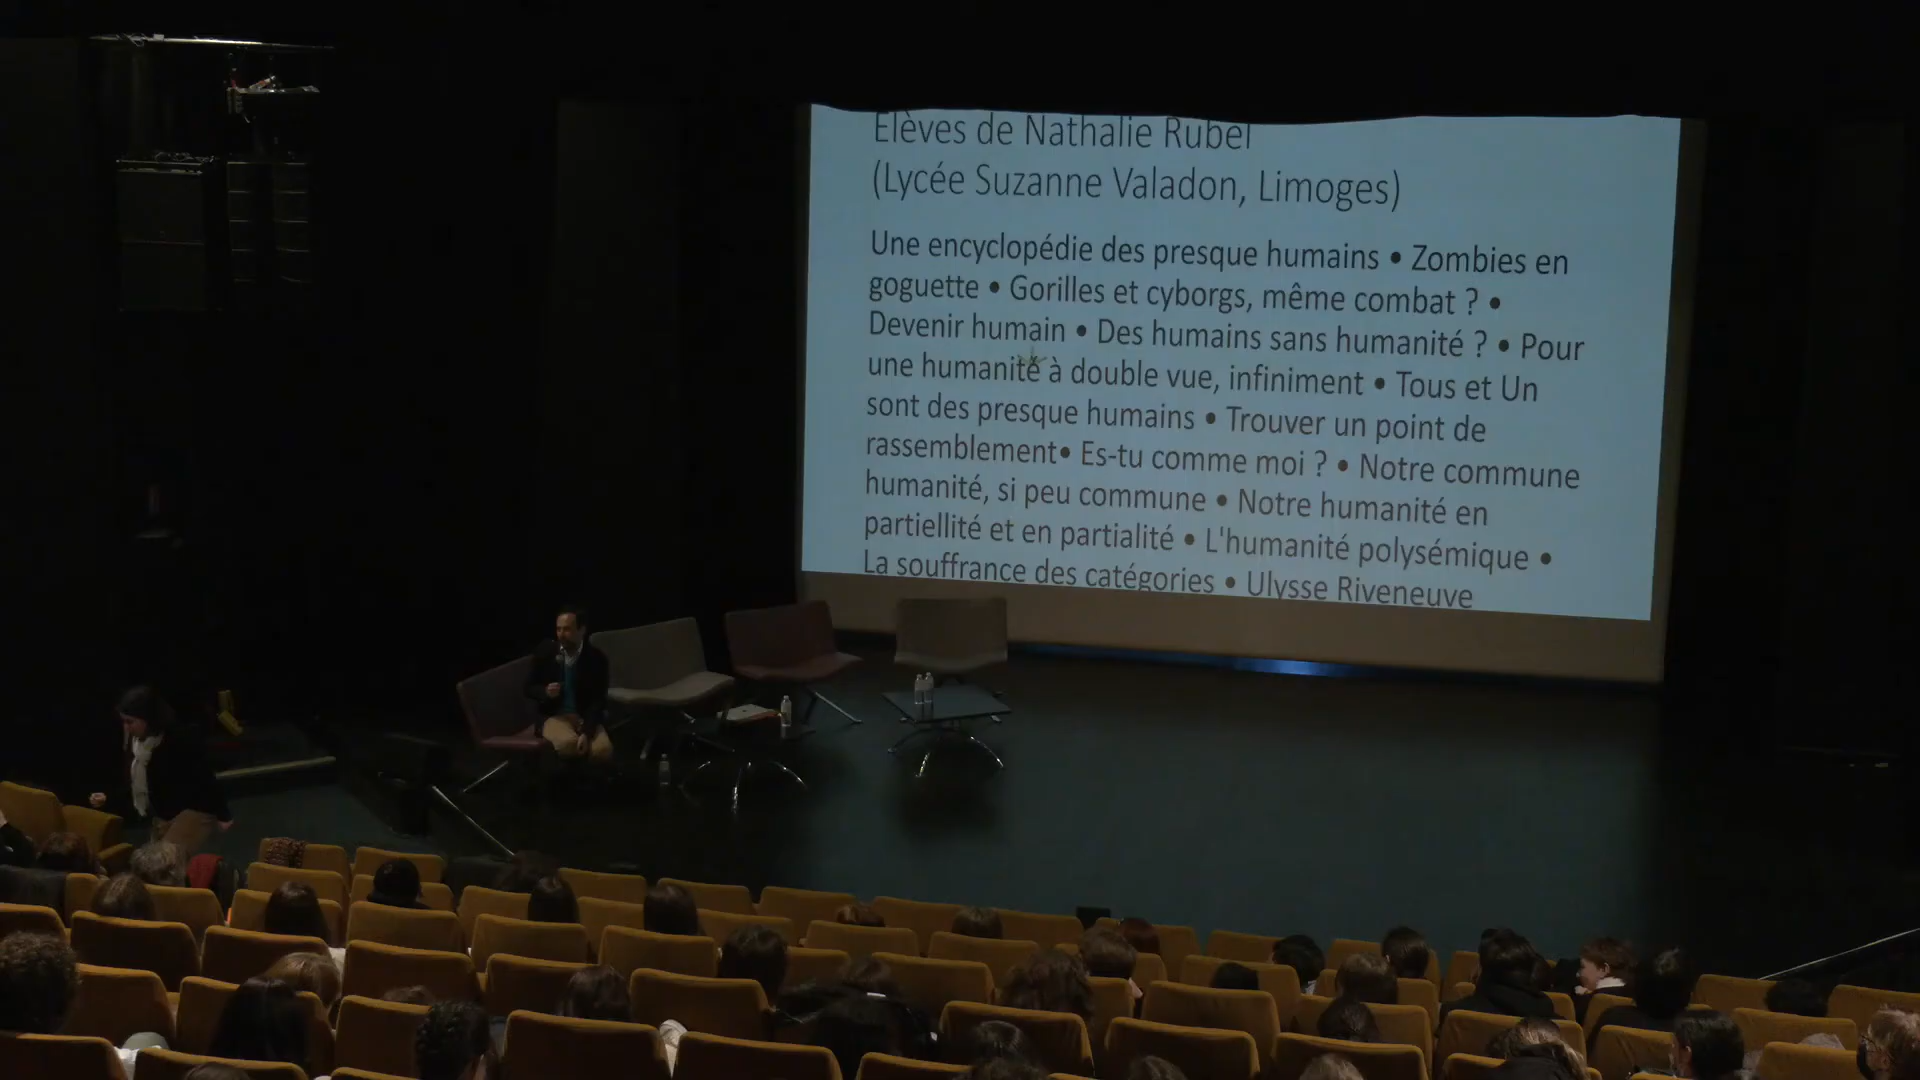 Elèves de Nathalie Rubel
(Lycée Suzanne Valadon, Limoges)
Une encyclopédie des presque humains • Zombies en
goguette • Gorilles et cyborgs, même combat ? •
Devenir humain • Des humains sans humanité ? • Pour
une humanité à double vue, infiniment • Tous et Un
sont des presque humains • Trouver un point de
rassemblement• Es-tu comme moi ? • Notre commune
humanité, si peu commune • Notre humanité en
partiellité et en partialité • L'humanité polysémique •
La souffrance des catégories • Ulysse Riveneuve